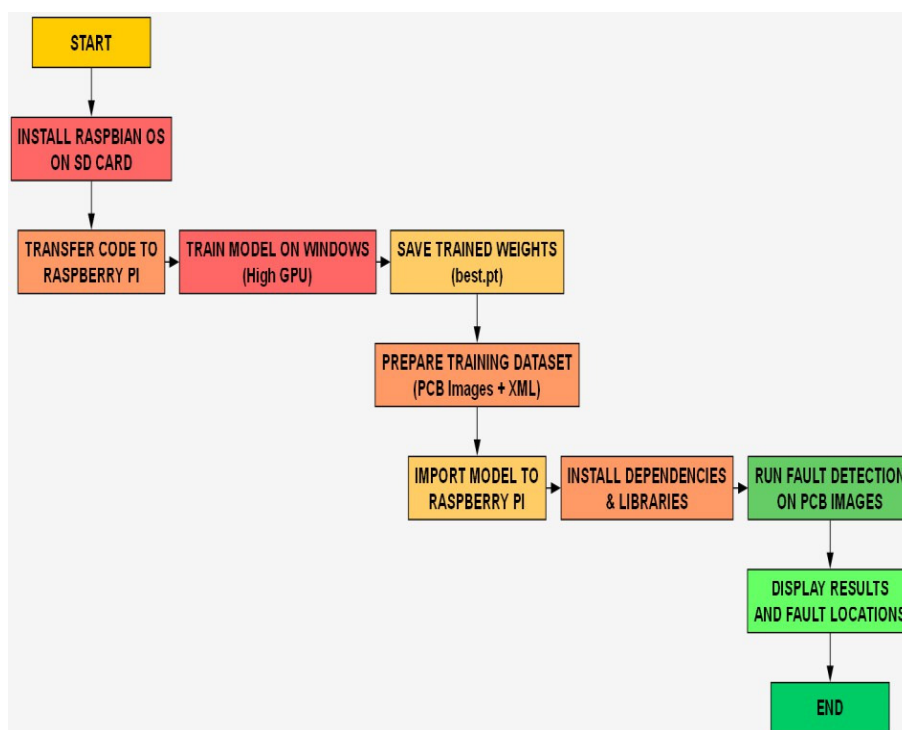 START
INSTALL RASPBIAN OS
ON SD CARD
TRANSFER CODE TO
RASPBERRY PI
TRAIN MODEL ON WINDOWS
(High GPU)
SAVE TRAINED WEIGHTS
(best.pt)
PREPARE TRAINING DATASET
(PCB Images + XML)
IMPORT MODEL TO
RASPBERRY PI
INSTALL DEPENDENCIES
& LIBRARIES
RUN FAULT DETECTION
ON PCB IMAGES
DISPLAY RESULTS
AND FAULT LOCATIONS
END